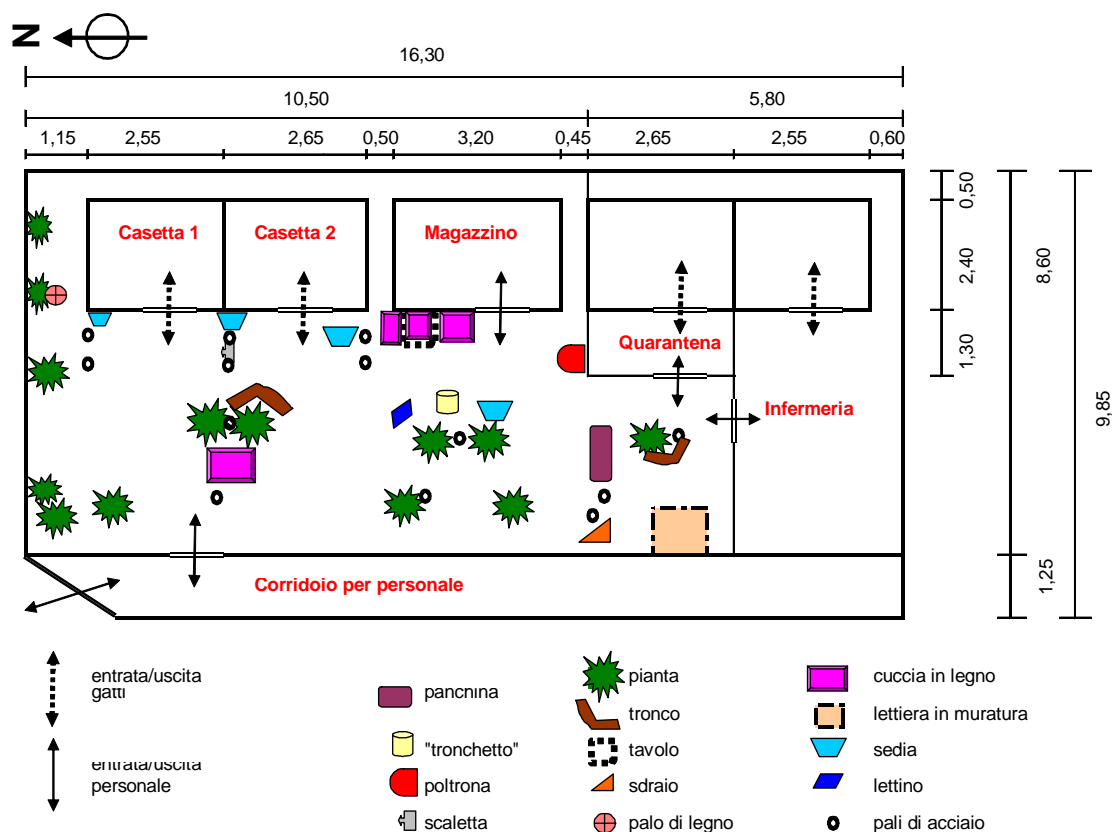 N
16,30
10,50 5,80
1,15 2,55 2,65 0,50 3,20 0,45 2,65 2,55 0,60
0,50
2,40
1,30
8,60
1,25
9,85
Casetta 1 Casetta 2 Magazzino
Quarantena
Infermeria
Corridoio per personale
entrata/uscita
gatti
entrata/uscita
personale
panchina
"tronchetto"
poltrona
scaletta
pianta
tronco
tavolo
sdraio
palo di legno
cuccia in legno
lettiera in muratura
sedia
lettino
pali di acciaio